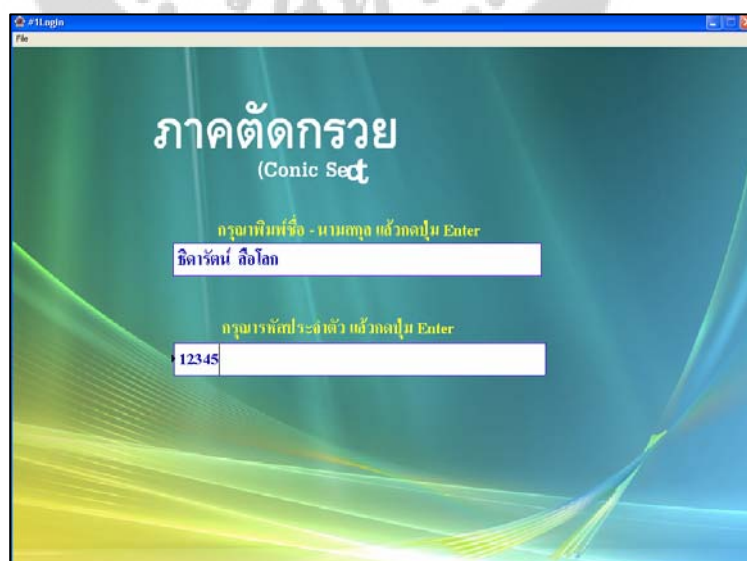 #1Login
File
ภาคตัดกรวย
(Conic Sect
กรุณาพิมพ์ชื่อ - นามสกุล แล้วกดปุ่ม Enter
ธิดารัตน์ ลือโลก
กรุณารหัสประจำตัว แล้วกดปุ่ม Enter
12345